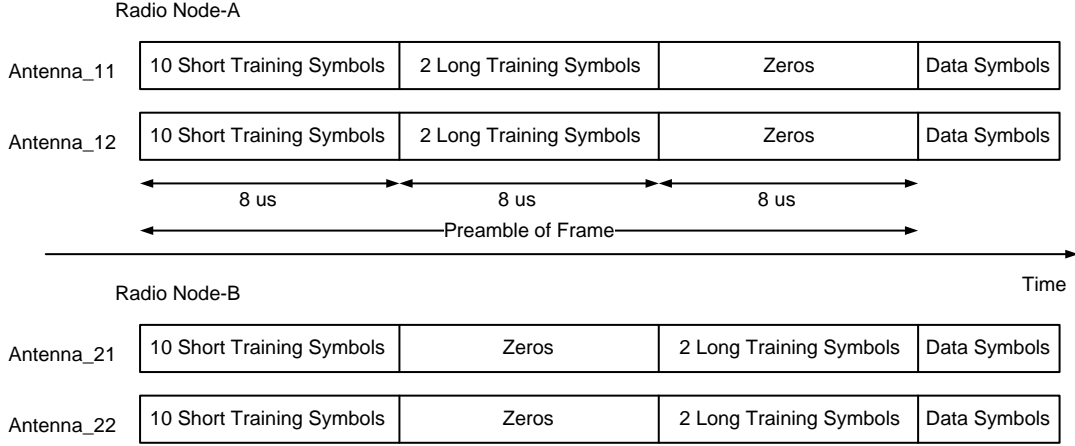 Radio Node-A
Antenna_11 10 Short Training Symbols 2 Long Training Symbols Zeros Data Symbols
Antenna_12 10 Short Training Symbols 2 Long Training Symbols Zeros Data Symbols
8 us 8 us 8 us
Preamble of Frame
Time
Radio Node-B
Antenna_21 10 Short Training Symbols Zeros 2 Long Training Symbols Data Symbols
Antenna_22 10 Short Training Symbols Zeros 2 Long Training Symbols Data Symbols